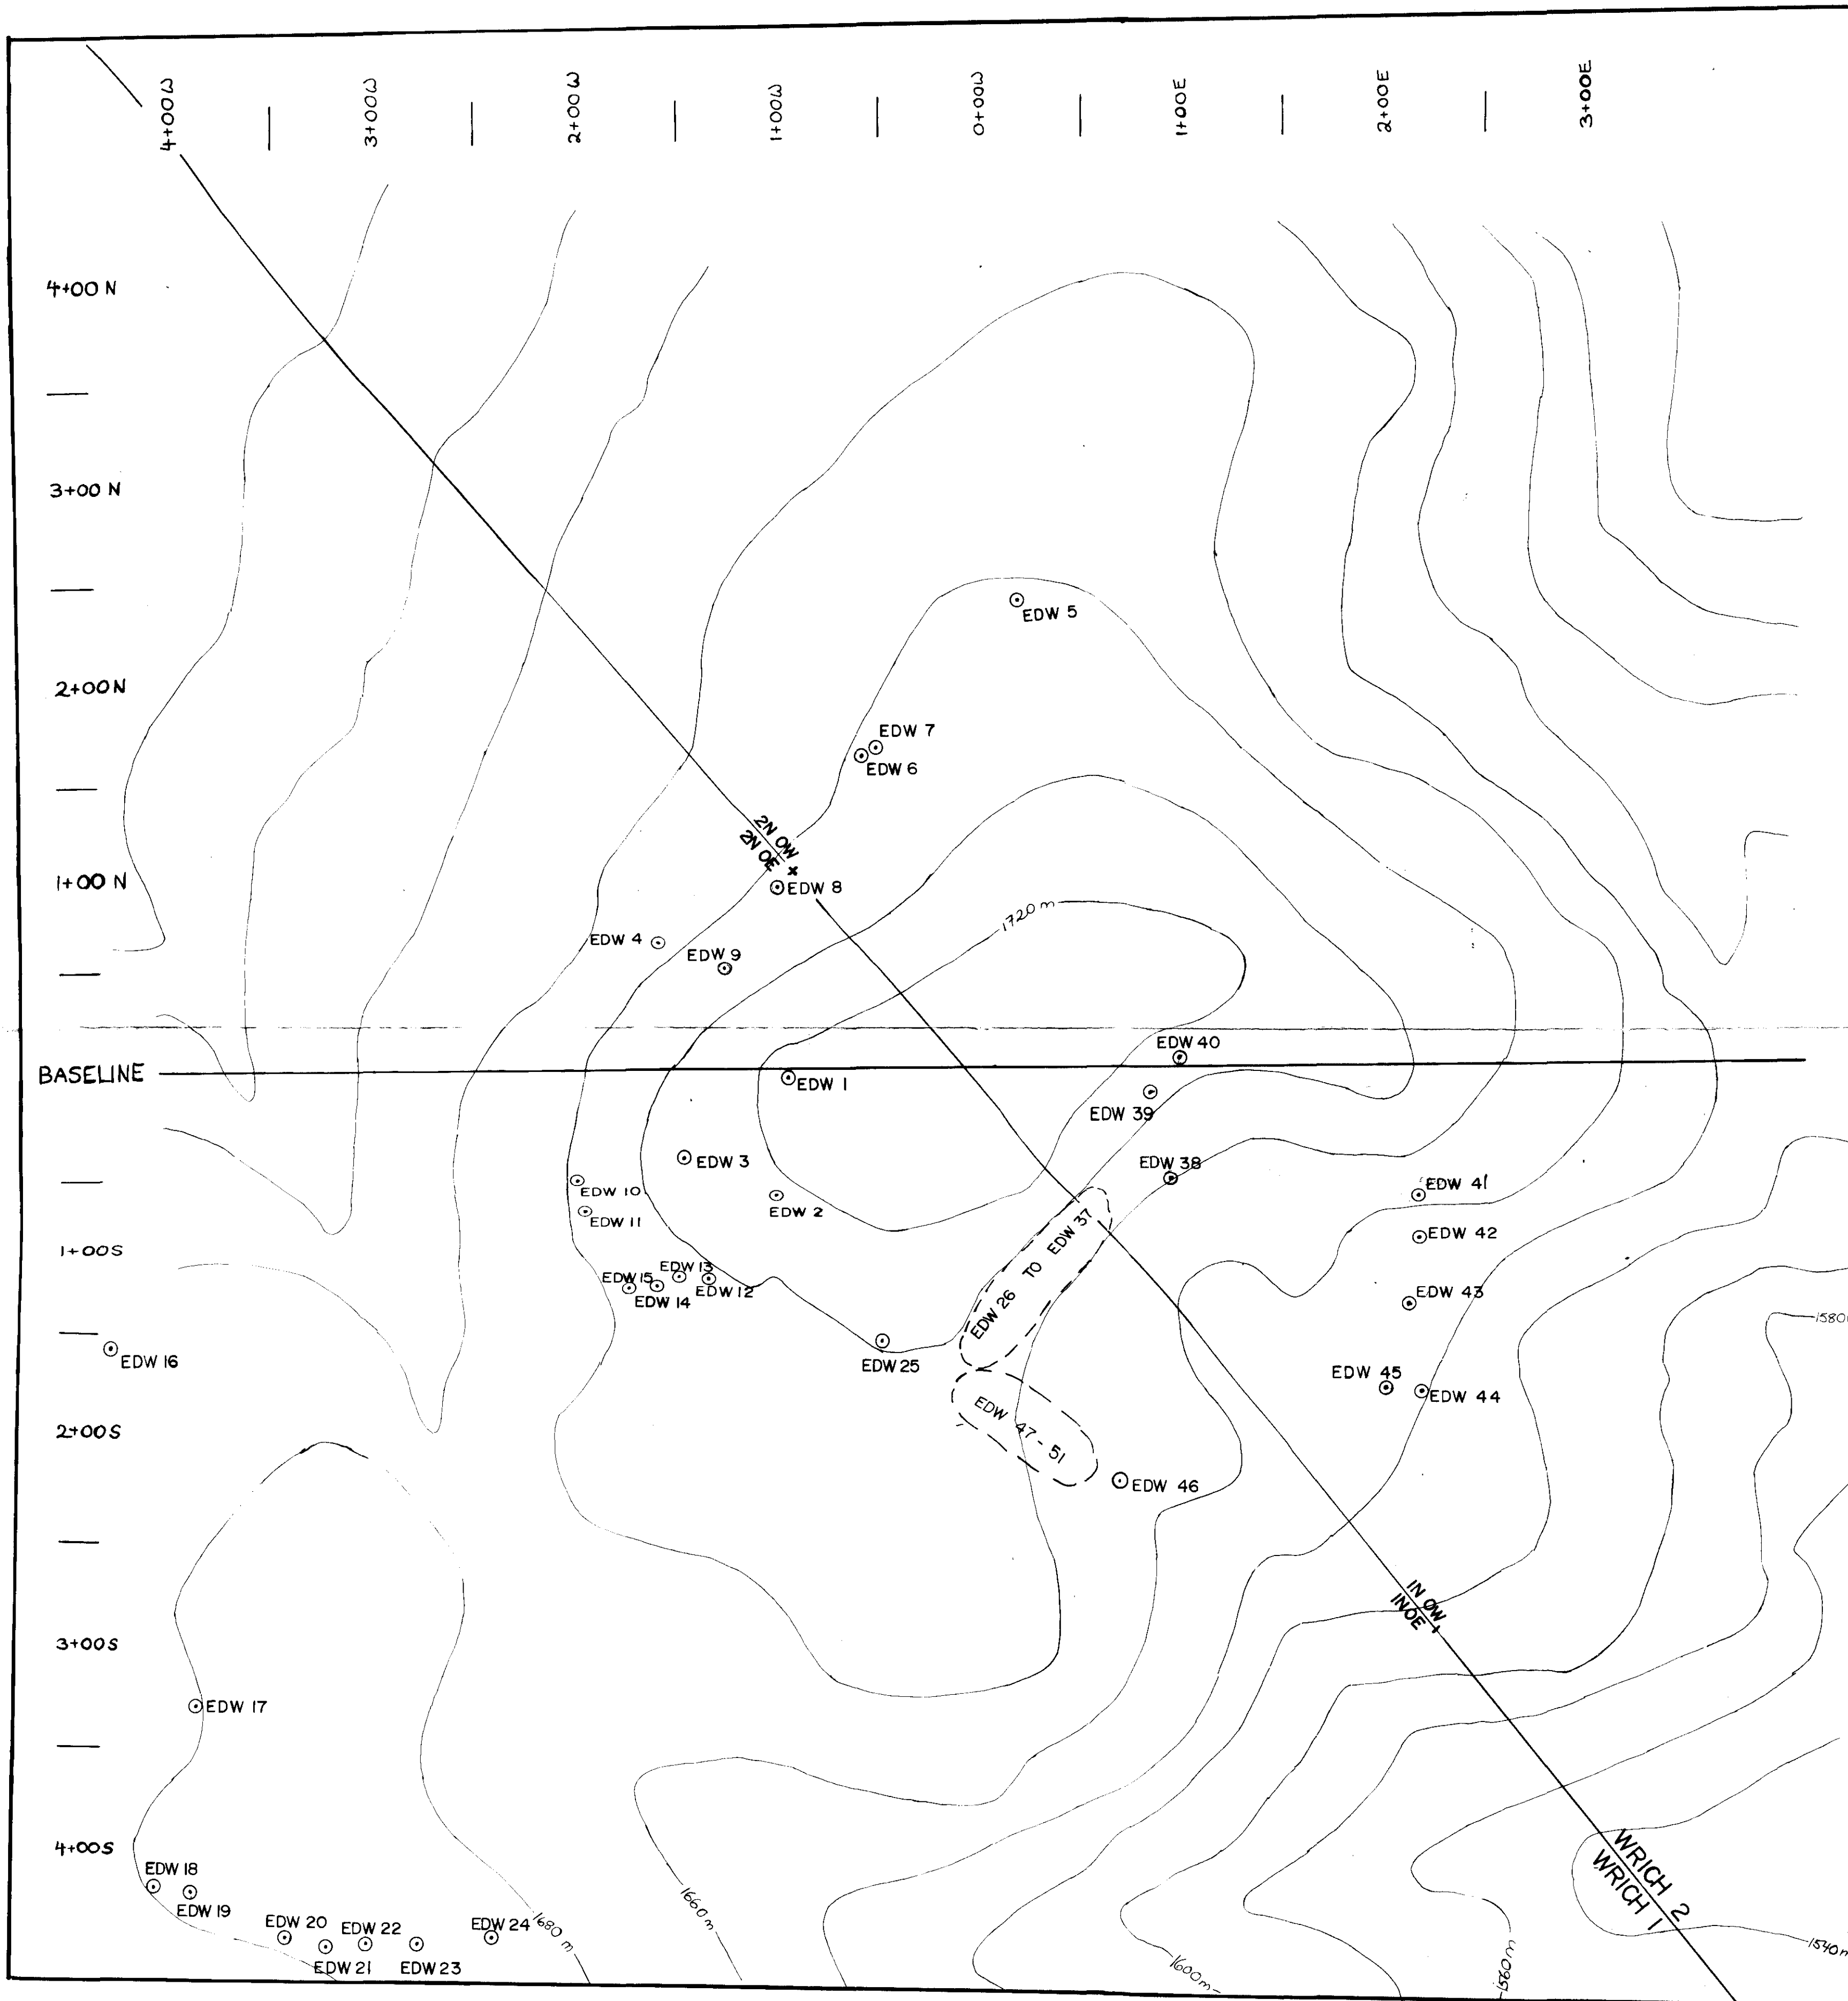 4+00W
3+00W
2+00W
1+00W
0+00W
1+00E
2+00E
3+00E
4+00 N
3+00 N
EDW 5
2+00N
EDW 7
EDW 6
2N 0W
2N 0E
1+00 N
EDW 8
1720 m
EDW 4
EDW 9
EDW 40
BASELINE
EDW 1
EDW 39
EDW 3
EDW 38
EDW 10
EDW 41
EDW 2
EDW 11
EDW 26 TO EDW 37
EDW 42
1+00S
EDW 13
EDW 15
EDW 12
EDW 14
EDW 43
1580
EDW 16
EDW 25
EDW 45
EDW 44
EDW 47 - 51
2+00S
EDW 46
1N 0W
1N 0E
3+00S
EDW 17
4+00S
WRICH 2
WRICH 1
EDW 18
EDW 19
1660 m
EDW 20
EDW 22
EDW 24
1680 m
EDW 21
EDW 23
1600 m
1560 m
1540 m